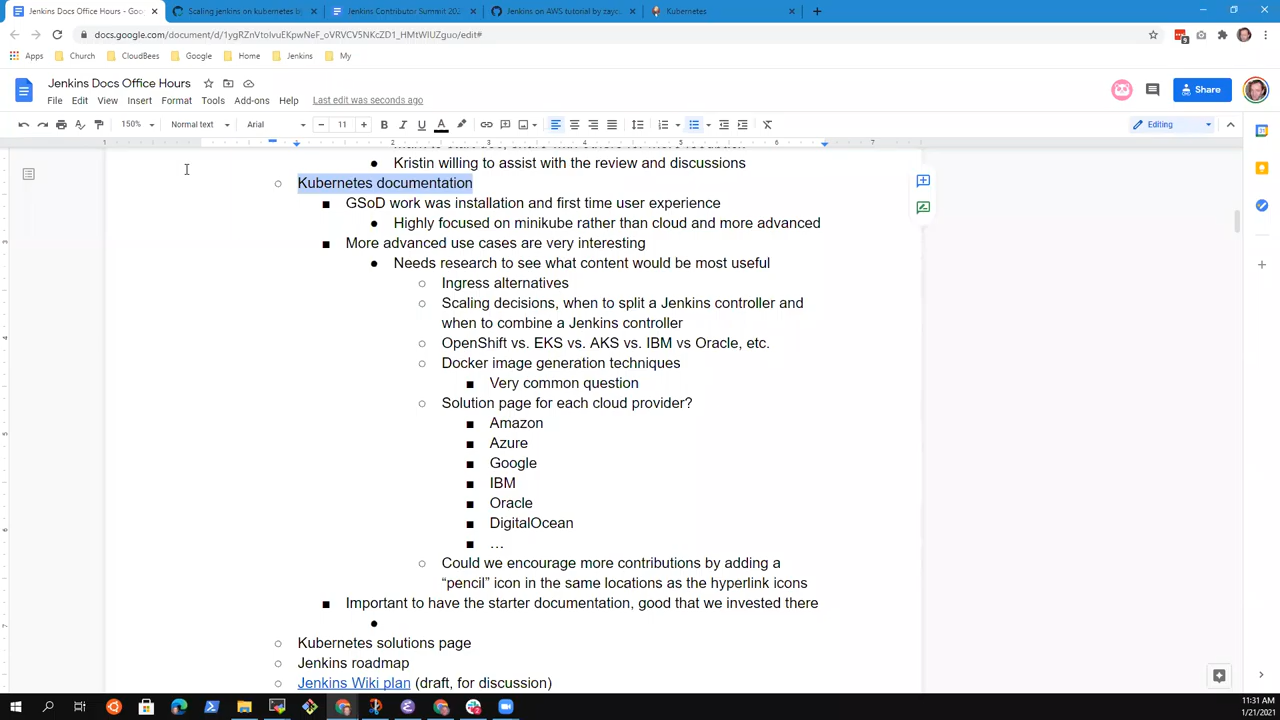 Jenkins Docs Office Hours - Goo
Scaling jenkins on kubernetes by
Jenkins Contributor Summit 202
Jenkins on AWS tutorial by zayc
Kubernetes
docs.google.com/document/d/1ygRZnVtoIvuEKpwNeF_oVRVCV5NKcZD1_HMtWIUZguo/edit#
Apps
Church
CloudBees
Google
Home
Jenkins
My
Jenkins Docs Office Hours
File Edit View Insert Format Tools Add-ons Help Last edit was seconds ago
Share
150% Normal text Arial 11 Editing
1 2 3 4 5 6 7
Kristin willing to assist with the review and discussions
Kubernetes documentation
GSoD work was installation and first time user experience
Highly focused on minikube rather than cloud and more advanced
More advanced use cases are very interesting
Needs research to see what content would be most useful
Ingress alternatives
Scaling decisions, when to split a Jenkins controller and
when to combine a Jenkins controller
OpenShift vs. EKS vs. AKS vs. IBM vs Oracle, etc.
Docker image generation techniques
Very common question
Solution page for each cloud provider?
Amazon
Azure
Google
IBM
Oracle
DigitalOcean
…
Could we encourage more contributions by adding a
“pencil” icon in the same locations as the hyperlink icons
Important to have the starter documentation, good that we invested there
Kubernetes solutions page
Jenkins roadmap
Jenkins Wiki plan (draft, for discussion)
11:31 AM
1/21/2021